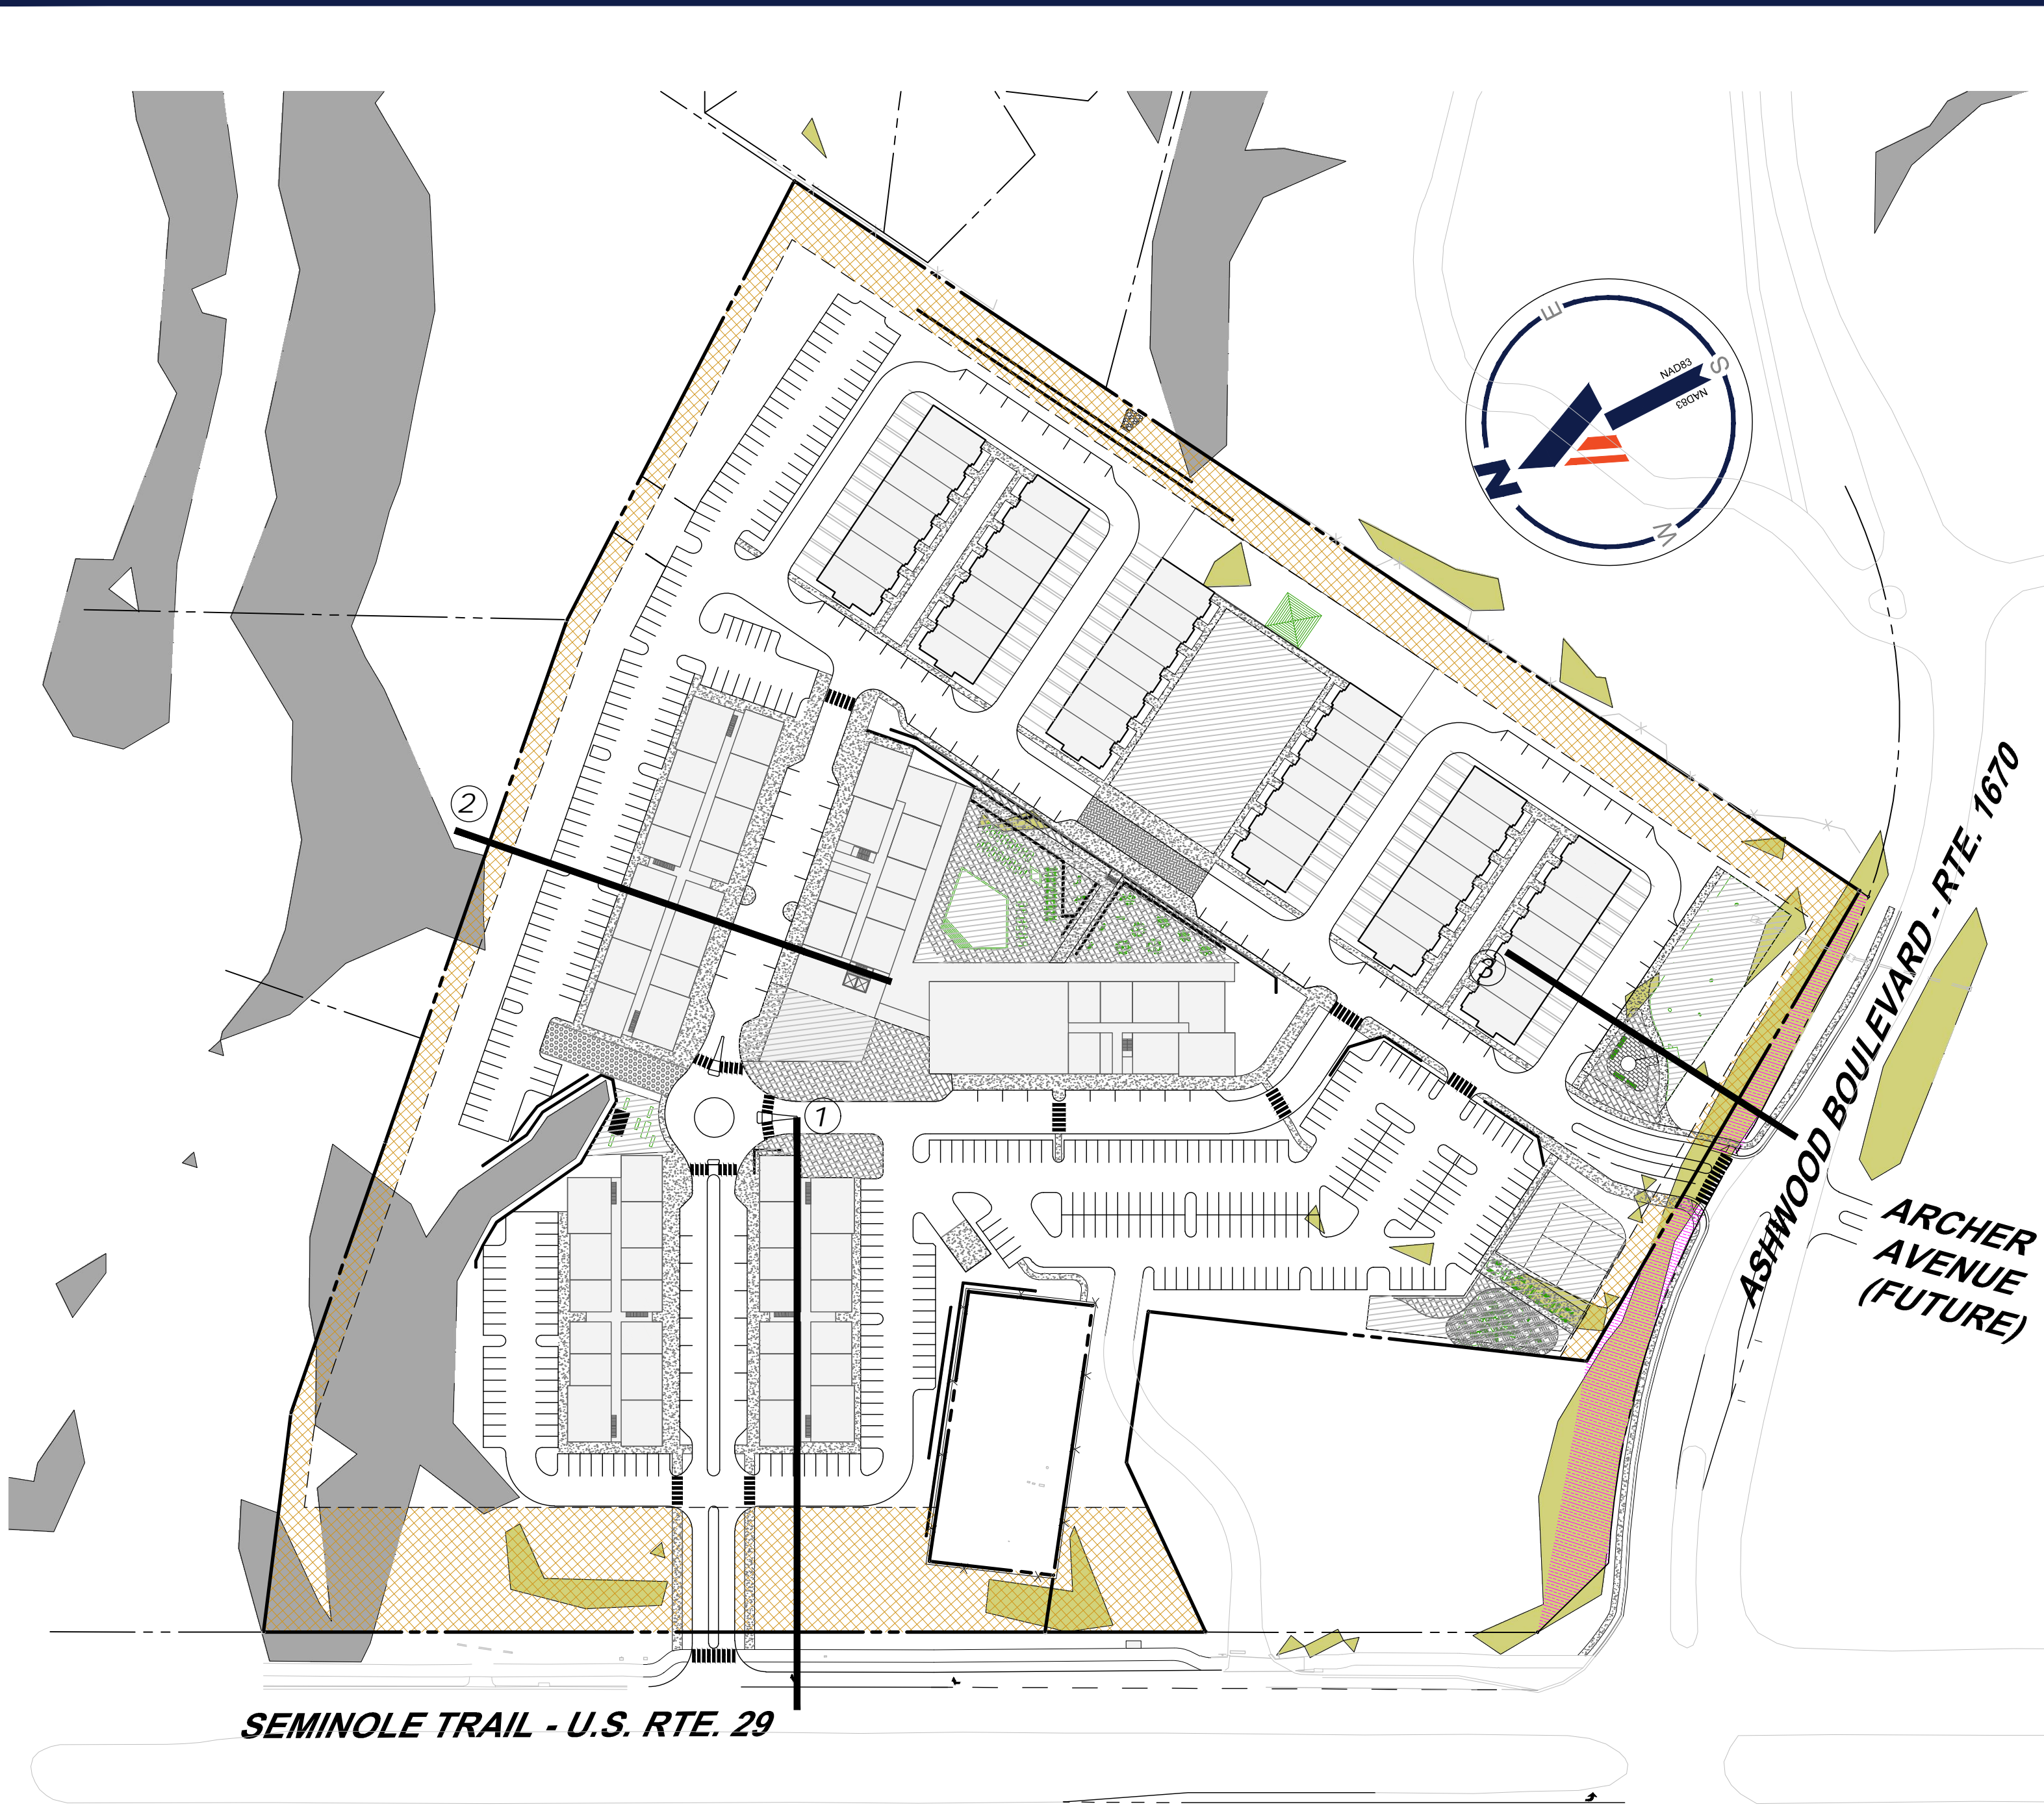 E
S
NAD83
NAD83
N
W
2
3
1
ASHWOOD BOULEVARD - RTE. 1670
ARCHER
AVENUE
(FUTURE)
SEMINOLE TRAIL - U.S. RTE. 29